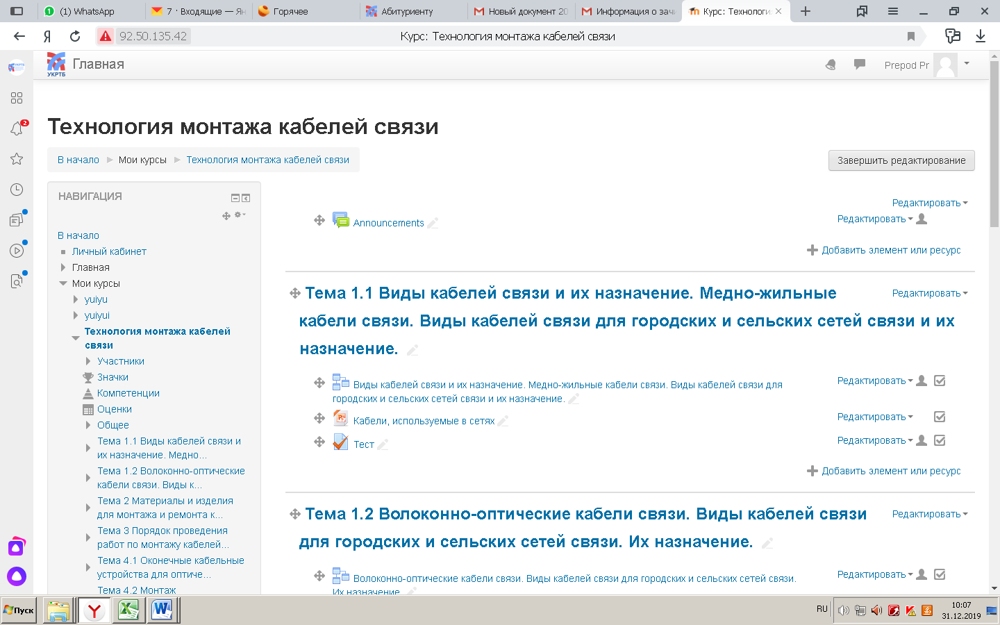 (1) WhatsApp
7 · Входящие — Ян
Горячее
Абитуриенту
Новый документ 20
Информация о зачи
Курс: Технологи
Я
92.50.135.42
Курс: Технология монтажа кабелей связи
УКРТБ
Главная
Prepod Pr
2
Технология монтажа кабелей связи
В начало
Мои курсы
Технология монтажа кабелей связи
Завершить редактирование
НАВИГАЦИЯ
В начало
Личный кабинет
Главная
Мои курсы
yuiyu
yuiyui
Технология монтажа кабелей
связи
Участники
Значки
Компетенции
Оценки
Общее
Тема 1.1 Виды кабелей связи и
их назначение. Медно...
Тема 1.2 Волоконно-оптические
кабели связи. Виды к...
Тема 2 Материалы и изделия
для монтажа и ремонта к...
Тема 3 Порядок проведения
работ по монтажу кабелей...
Тема 4.1 Оконечные кабельные
устройства для оптиче...
Тема 4.2 Монтаж
Редактировать
Announcements
Редактировать
Добавить элемент или ресурс
Тема 1.1 Виды кабелей связи и их назначение. Медно-жильные
кабели связи. Виды кабелей связи для городских и сельских сетей связи и их
назначение.
Редактировать
Виды кабелей связи и их назначение. Медно-жильные кабели связи. Виды кабелей связи для
городских и сельских сетей связи и их назначение.
Редактировать
Кабели, используемые в сетях
Редактировать
Тест
Редактировать
Добавить элемент или ресурс
Тема 1.2 Волоконно-оптические кабели связи. Виды кабелей связи
для городских и сельских сетей связи. Их назначение.
Редактировать
Волоконно-оптические кабели связи. Виды кабелей связи для городских и сельских сетей связи.
Их назначение
Редактировать
Пуск
RU
10:07
31.12.2019